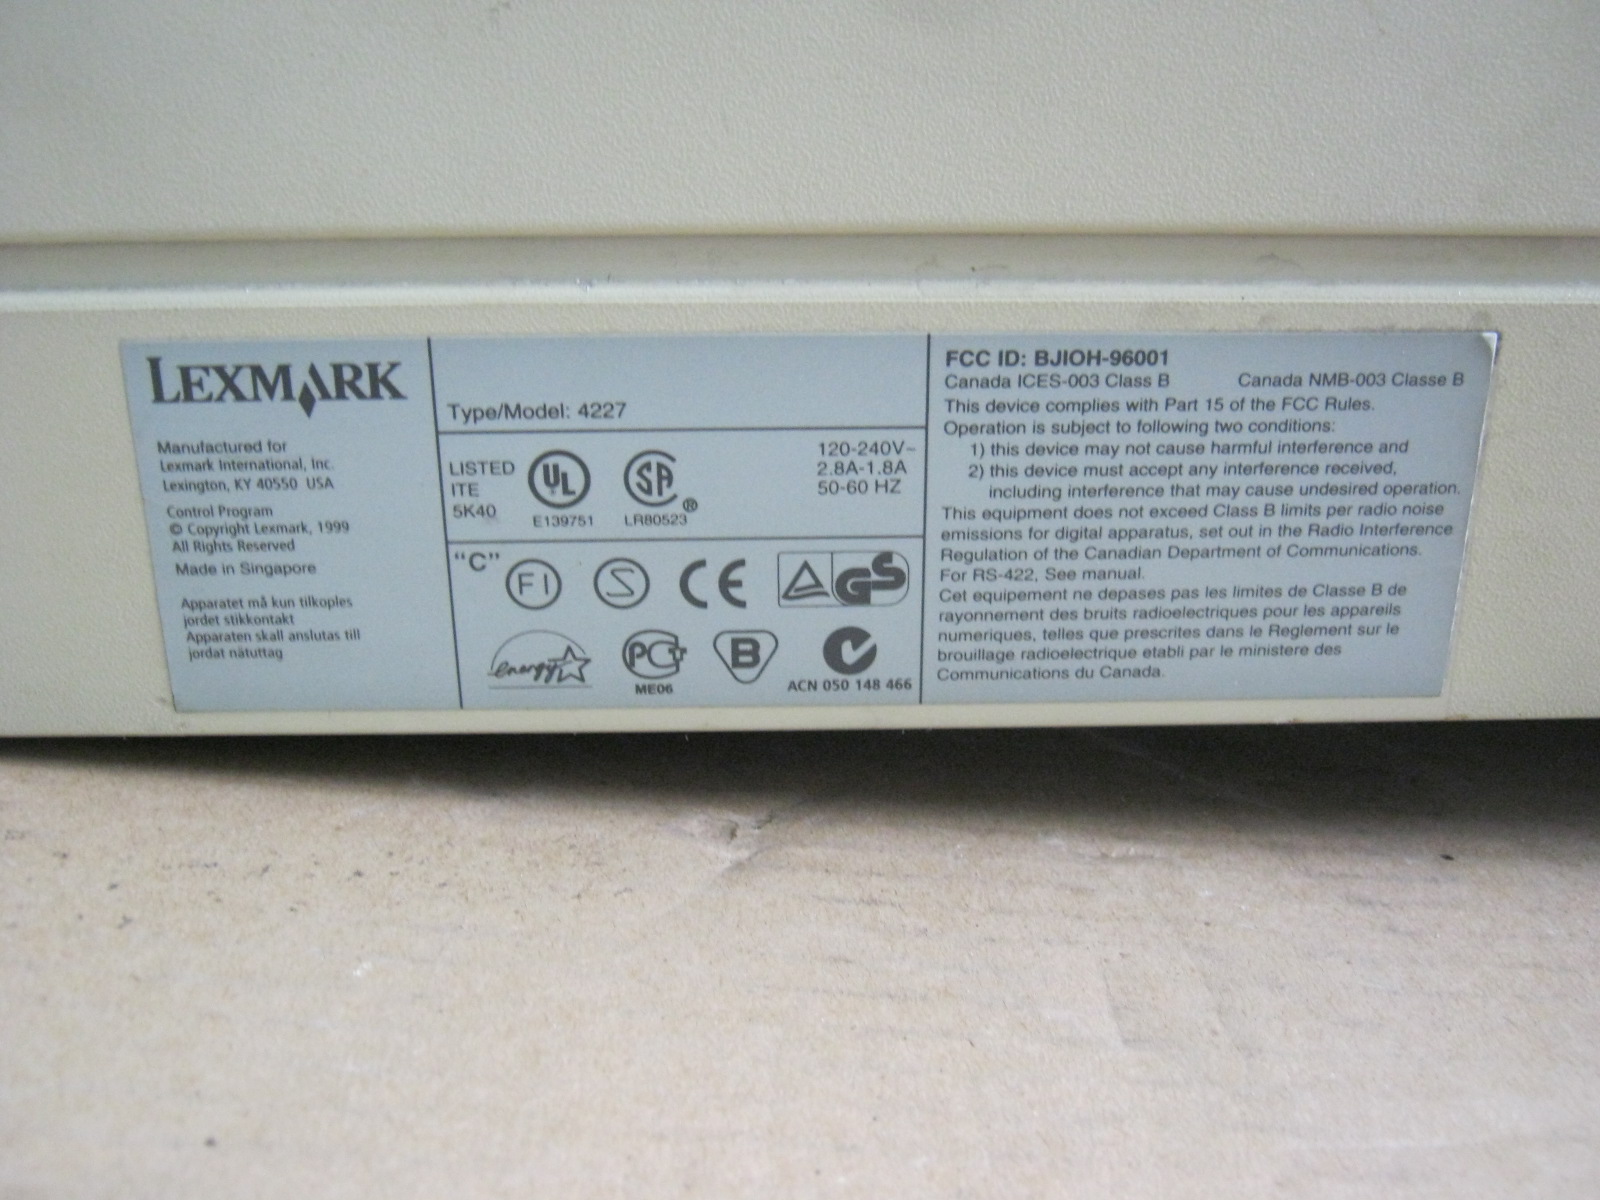 LEXMARK
Manufactured for
Lexmark International, Inc.
Lexington, KY 40550 USA
Control Program
© Copyright Lexmark, 1999
All Rights Reserved
Made in Singapore
Apparatet må kun tilkoples
jordet stikkontakt
Apparaten skall anslutas till
jordat nätuttag
Type/Model: 4227
LISTED
ITE
5K40
UL
E139751
SA ®
LR80523
120-240V~
2.8A-1.8A
50-60 HZ
"C"
FI
S
CE
GS
energy
PCT
ME06
B
ACN 050 148 466
FCC ID: BJIOH-96001
Canada ICES-003 Class B Canada NMB-003 Classe B
This device complies with Part 15 of the FCC Rules.
Operation is subject to following two conditions:
1) this device may not cause harmful interference and
2) this device must accept any interference received,
including interference that may cause undesired operation.
This equipment does not exceed Class B limits per radio noise
emissions for digital apparatus, set out in the Radio Interference
Regulation of the Canadian Department of Communications.
For RS-422, See manual.
Cet equipement ne depases pas les limites de Classe B de
rayonnement des bruits radioelectriques pour les appareils
numeriques, telles que prescrites dans le Reglement sur le
brouillage radioelectrique etabli par le ministere des
Communications du Canada.